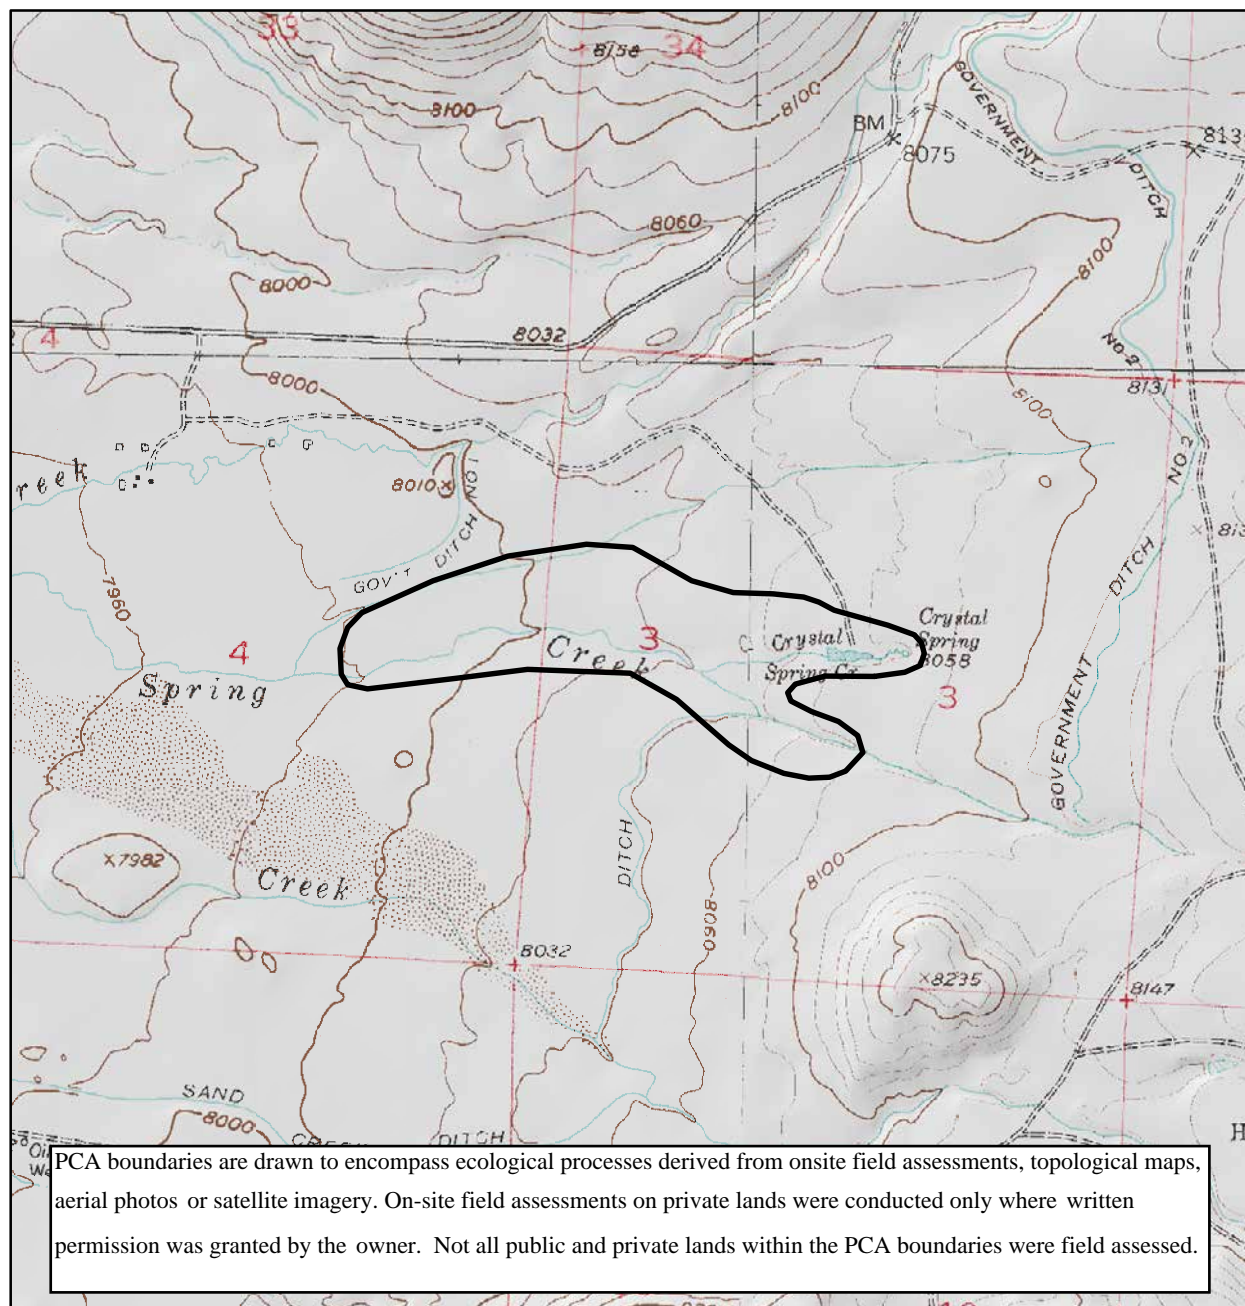 33
8158
34
8100
8100
GOVERNMENT
DITCH
BM
8075
813
8060
8100
8000
4
8032
NO 2
8000
8131
8100
reek
8010
NO 1
GOV'T DITCH
NO 2
813
7960
DITCH
Crystal
Spring
8058
3
Crystal
Spring Cr
Creek
4
Spring
3
GOVERNMENT
7982
Creek
DITCH
8100
8060
8032
8235
8147
SAND
8000
DITCH
H
PCA boundaries are drawn to encompass ecological processes derived from onsite field assessments, topological maps,
aerial photos or satellite imagery. On-site field assessments on private lands were conducted only where written
permission was granted by the owner. Not all public and private lands within the PCA boundaries were field assessed.